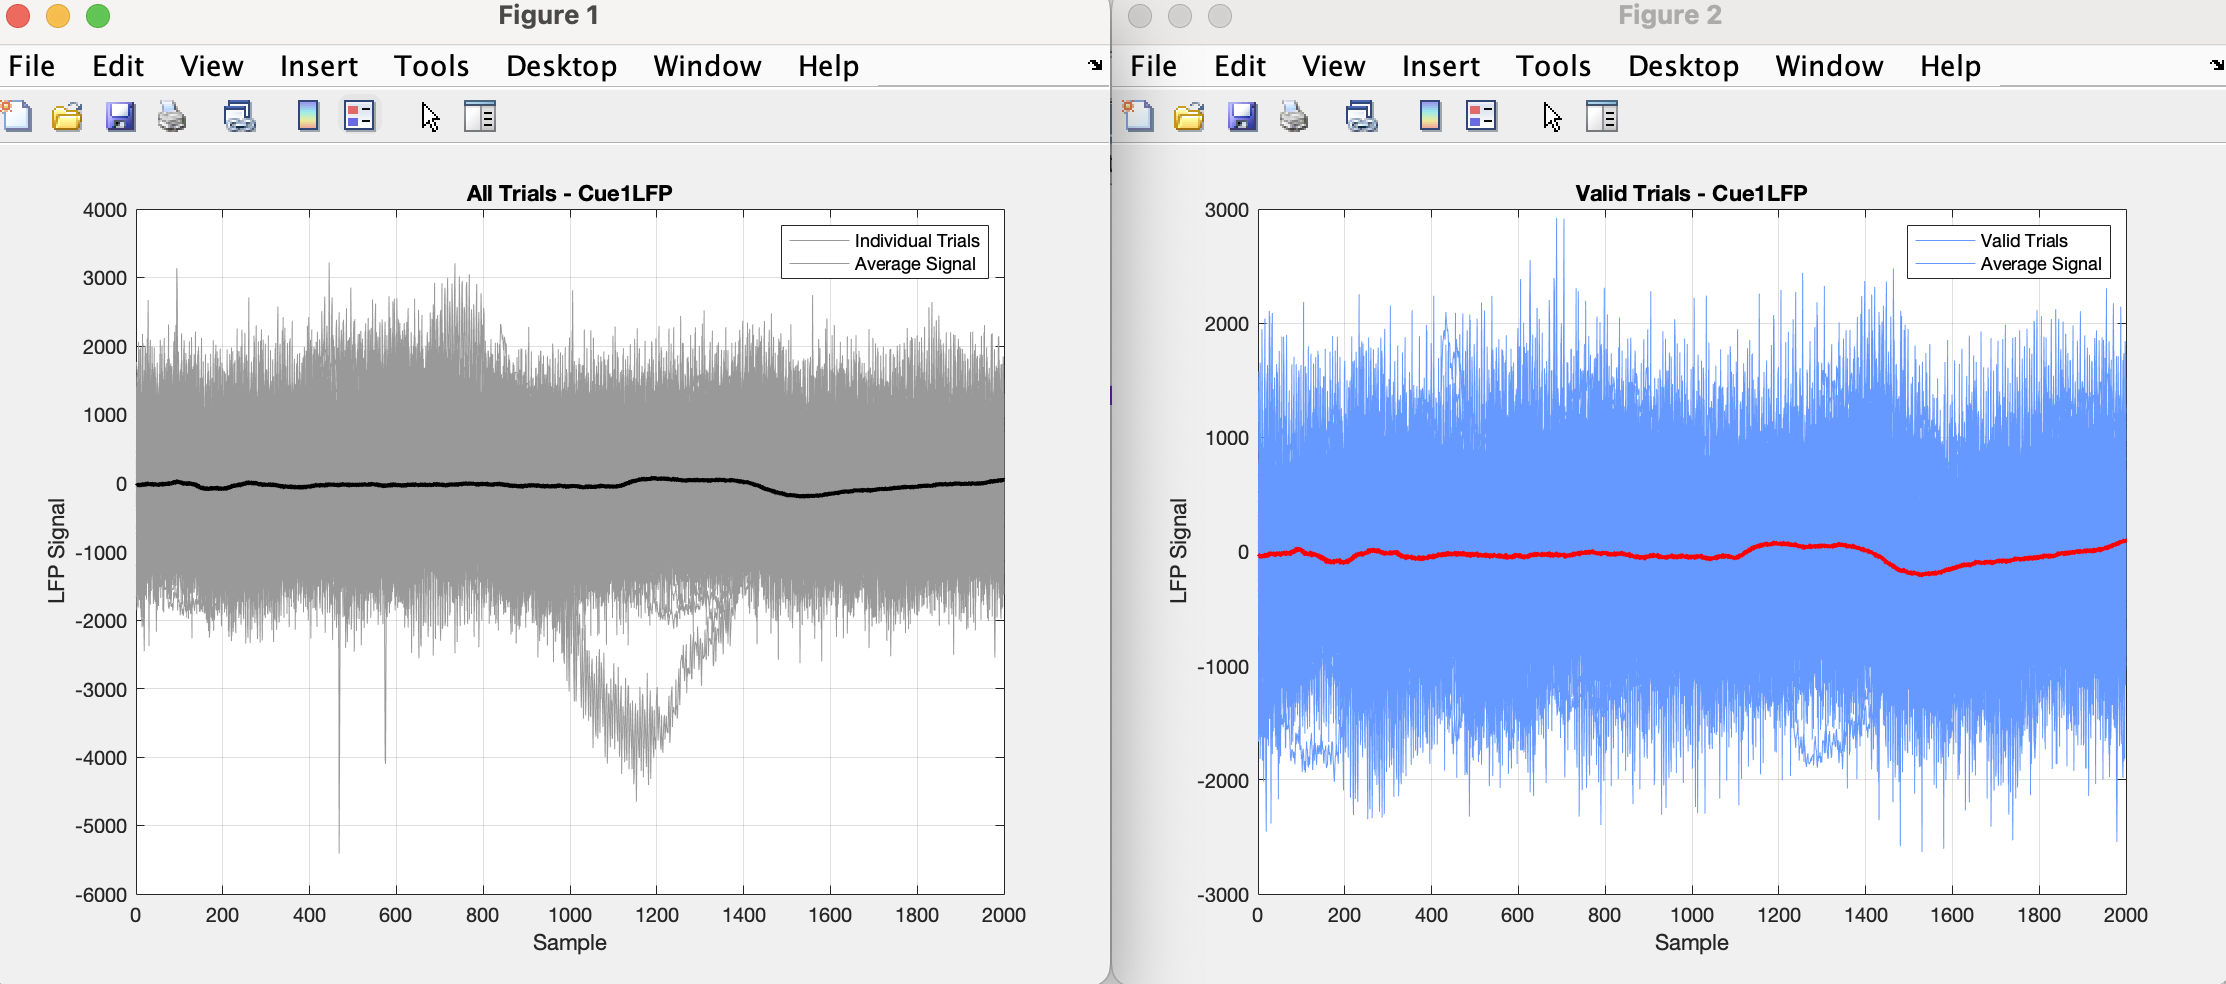 Figure 1
File Edit View Insert Tools Desktop Window Help
All Trials - Cue1LFP
Individual Trials
Average Signal
LFP Signal
4000
3000
2000
1000
0
-1000
-2000
-3000
-4000
-5000
-6000
0 200 400 600 800 1000 1200 1400 1600 1800 2000
Sample
Figure 2
File Edit View Insert Tools Desktop Window Help
Valid Trials - Cue1LFP
Valid Trials
Average Signal
LFP Signal
3000
2000
1000
0
-1000
-2000
-3000
0 200 400 600 800 1000 1200 1400 1600 1800 2000
Sample